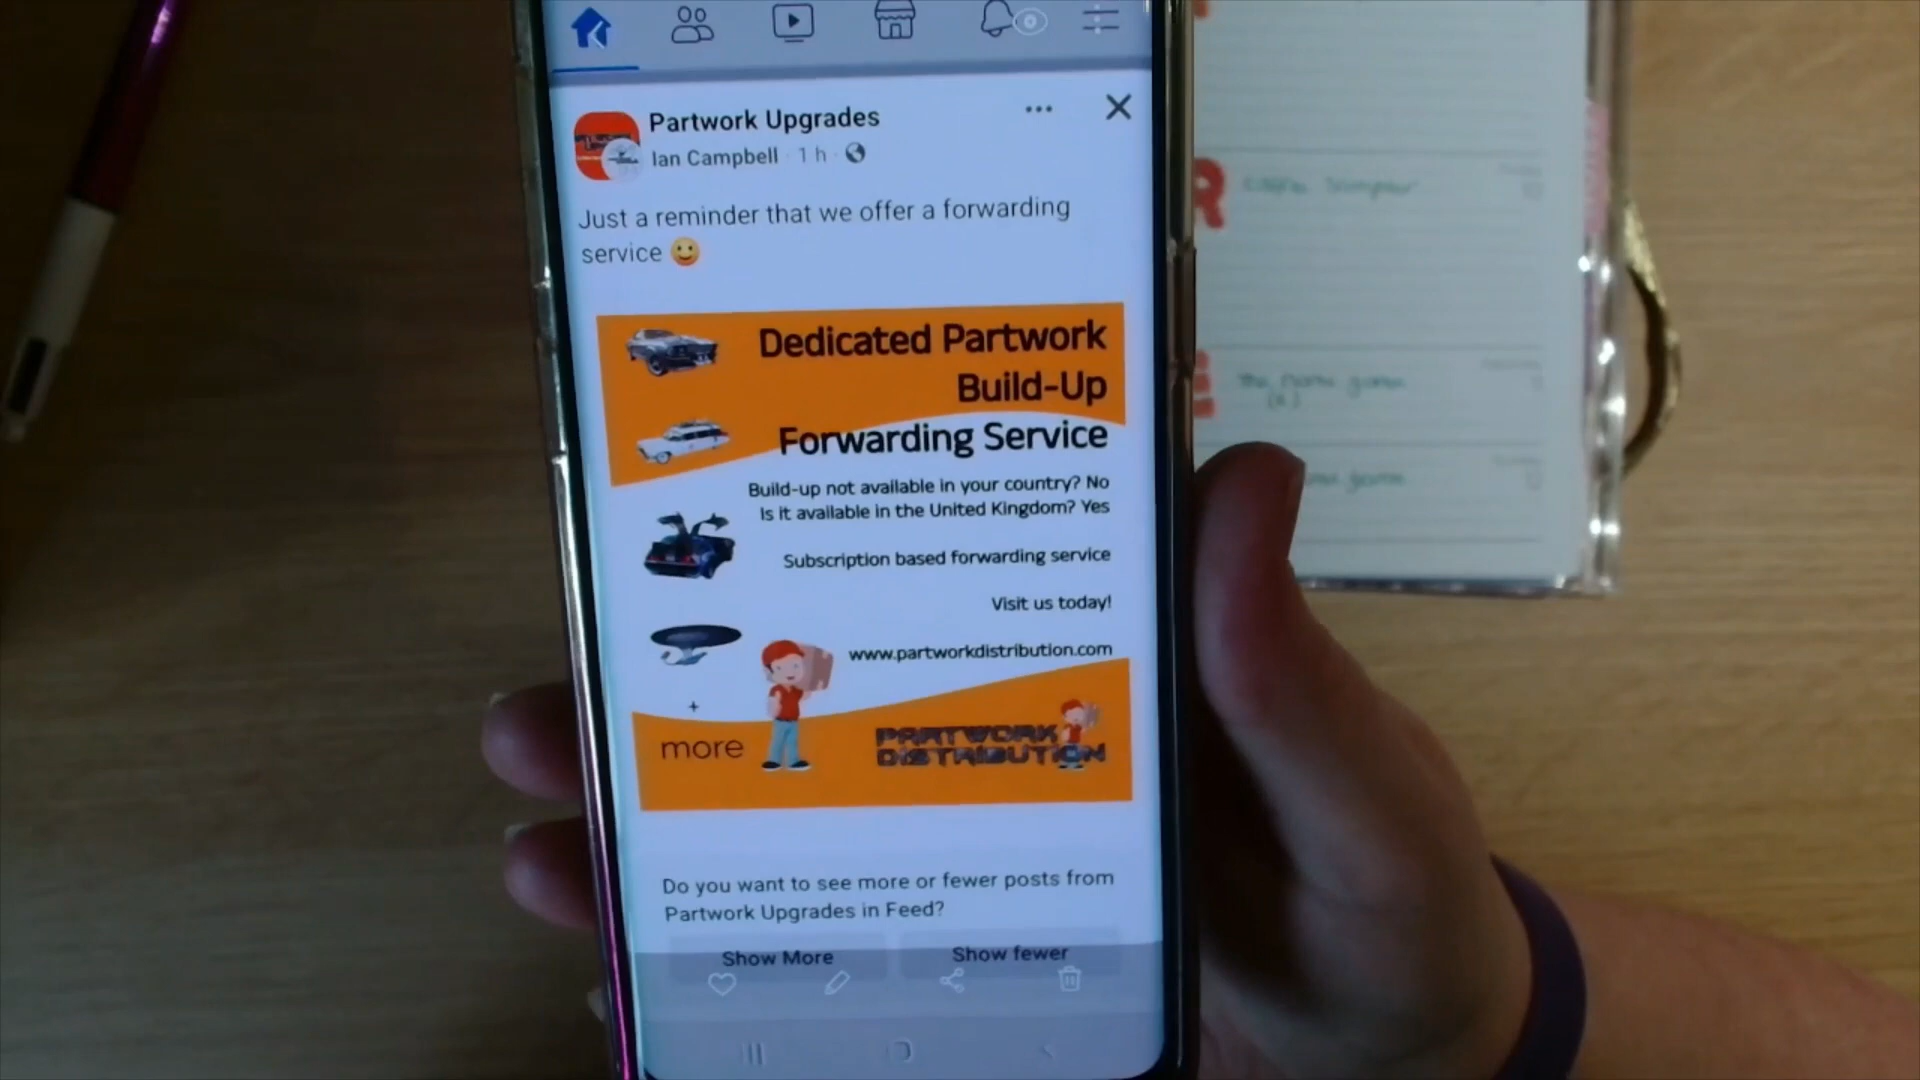 Partwork Upgrades
Ian Campbell · 1 h
Just a reminder that we offer a forwarding
service 🙂
Dedicated Partwork
Build-Up
Forwarding Service
Build-up not available in your country? No
Is it available in the United Kingdom? Yes
Subscription based forwarding service
Visit us today!
www.partworkdistribution.com
+
more
PARTWORK
DISTRIBUTION
Do you want to see more or fewer posts from
Partwork Upgrades in Feed?
Show More
Show fewer
R